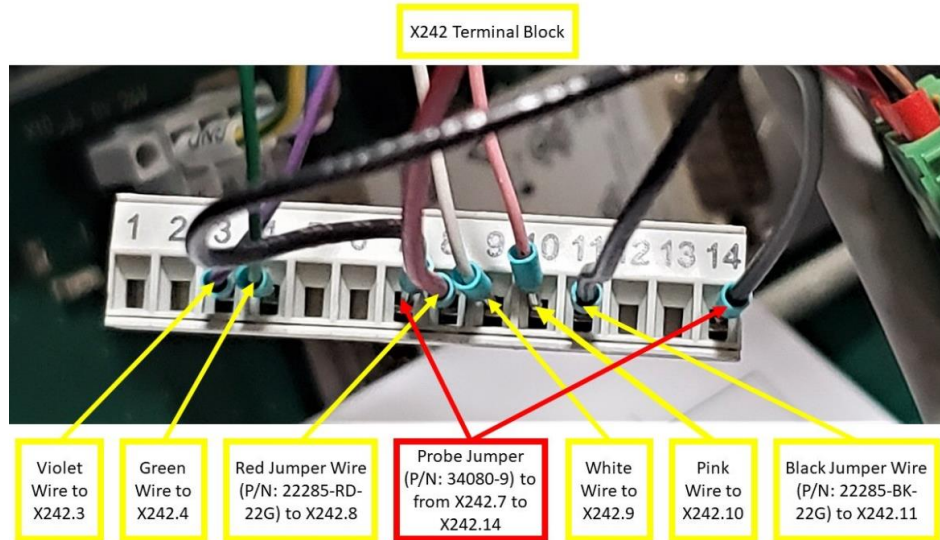 X242 Terminal Block
1 2 3 4 8 9 10 11 12 13 14
Violet
Wire to
X242.3
Green
Wire to
X242.4
Red Jumper Wire
(P/N: 22285-RD-
22G) to X242.8
Probe Jumper
(P/N: 34080-9) to
from X242.7 to
X242.14
White
Wire to
X242.9
Pink
Wire to
X242.10
Black Jumper Wire
(P/N: 22285-BK-
22G) to X242.11